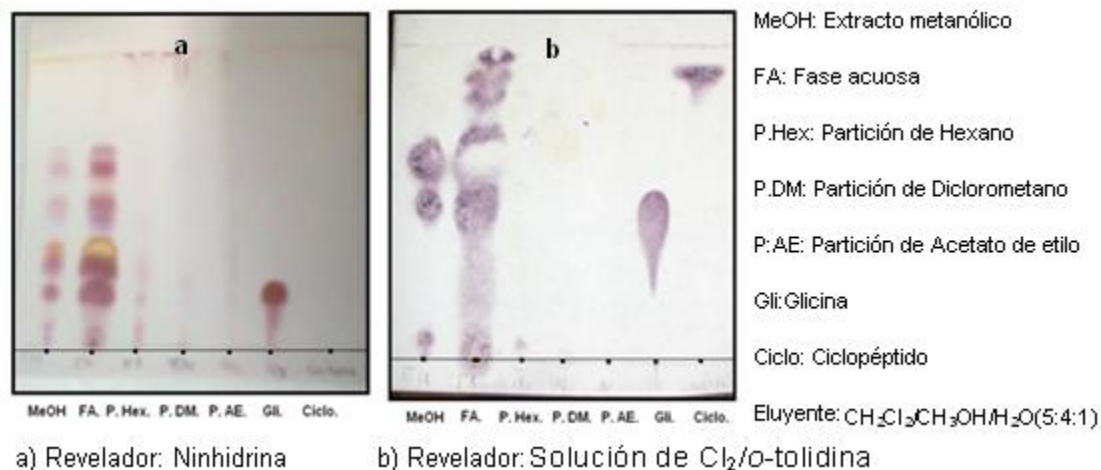 a
b
MeOH FA. P. Hex. P. DM. P. AE. Gli. Ciclo.
MeOH FA. P. Hex. P. DM. P. AE. Gli. Ciclo.
a) Revelador: Ninhidrina
b) Revelador: Solución de Cl₂/o-tolidina
MeOH: Extracto metanólico
FA: Fase acuosa
P.Hex: Partición de Hexano
P.DM: Partición de Diclorometano
P:AE: Partición de Acetato de etilo
Gli:Glicina
Ciclo: Ciclopéptido
Eluyente: CH₂Cl₂/CH₃OH/H₂O(5:4:1)